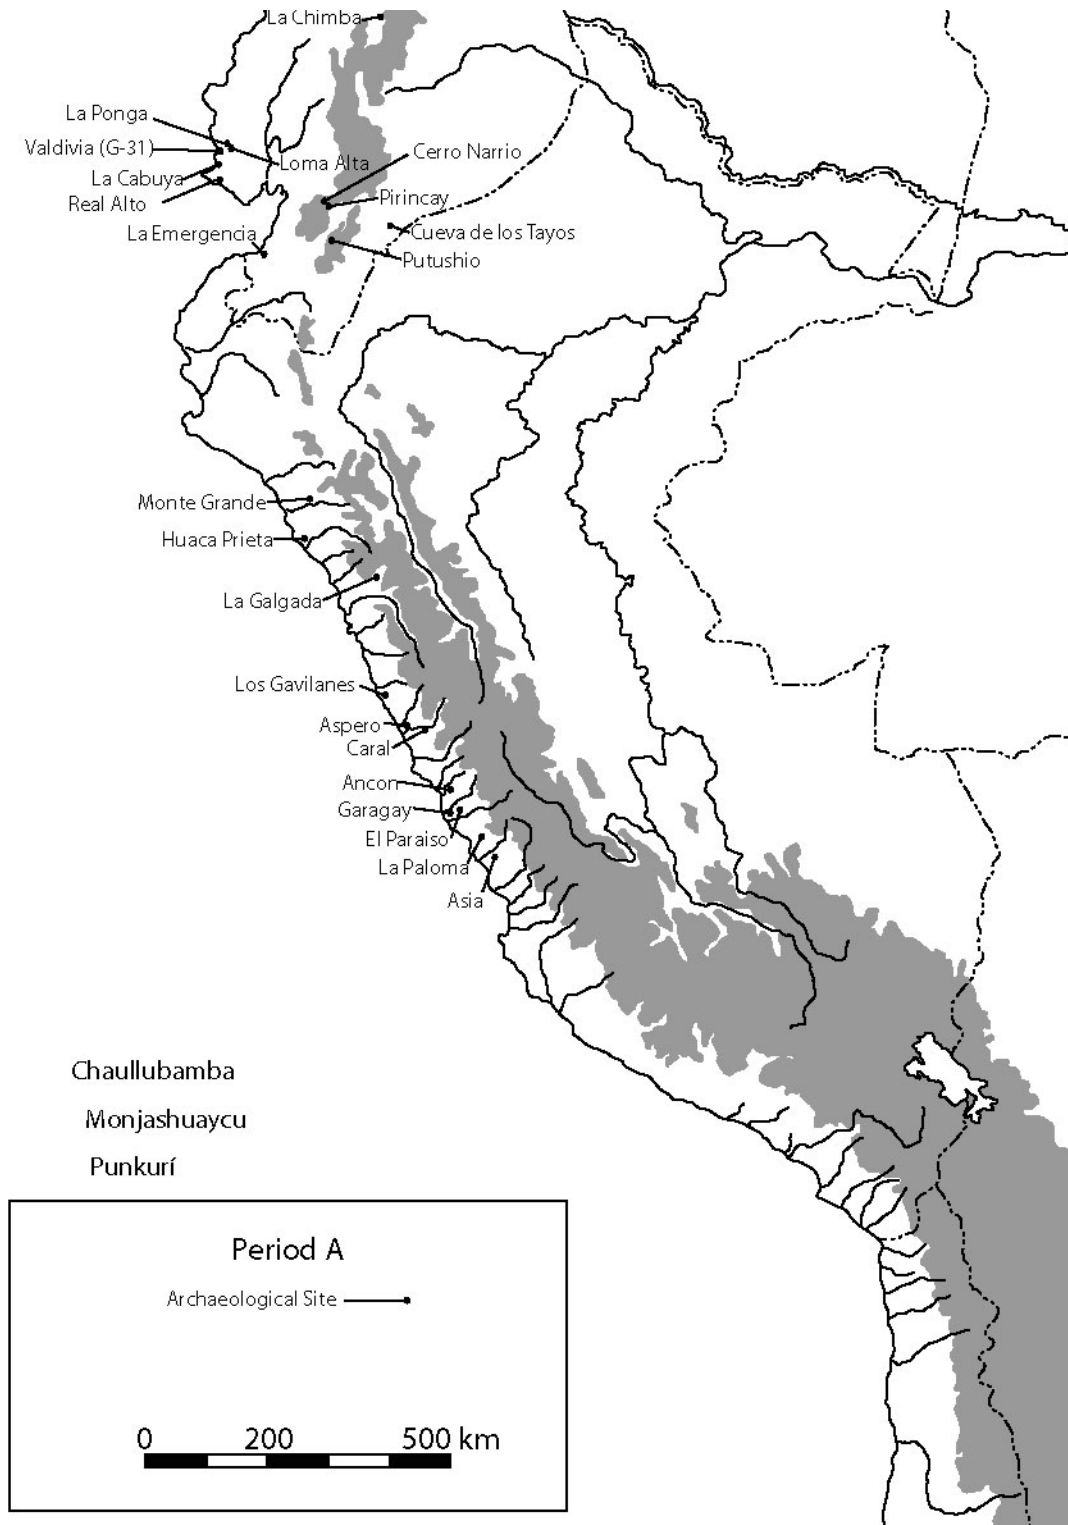 La Chimba
La Ponga
Valdivia (G-31)
Loma Alta
Cerro Narrio
La Cabuya
Real Alto
Pirincay
La Emergencia
Cueva de los Tayos
Putushio
Monte Grande
Huaca Prieta
La Galgada
Los Gavilanes
Aspero
Caral
Ancon
Garagay
El Paraiso
La Paloma
Asia
Chaullubamba
Monjashuaycu
Punkurí
Period A
Archaeological Site
0 200 500 km